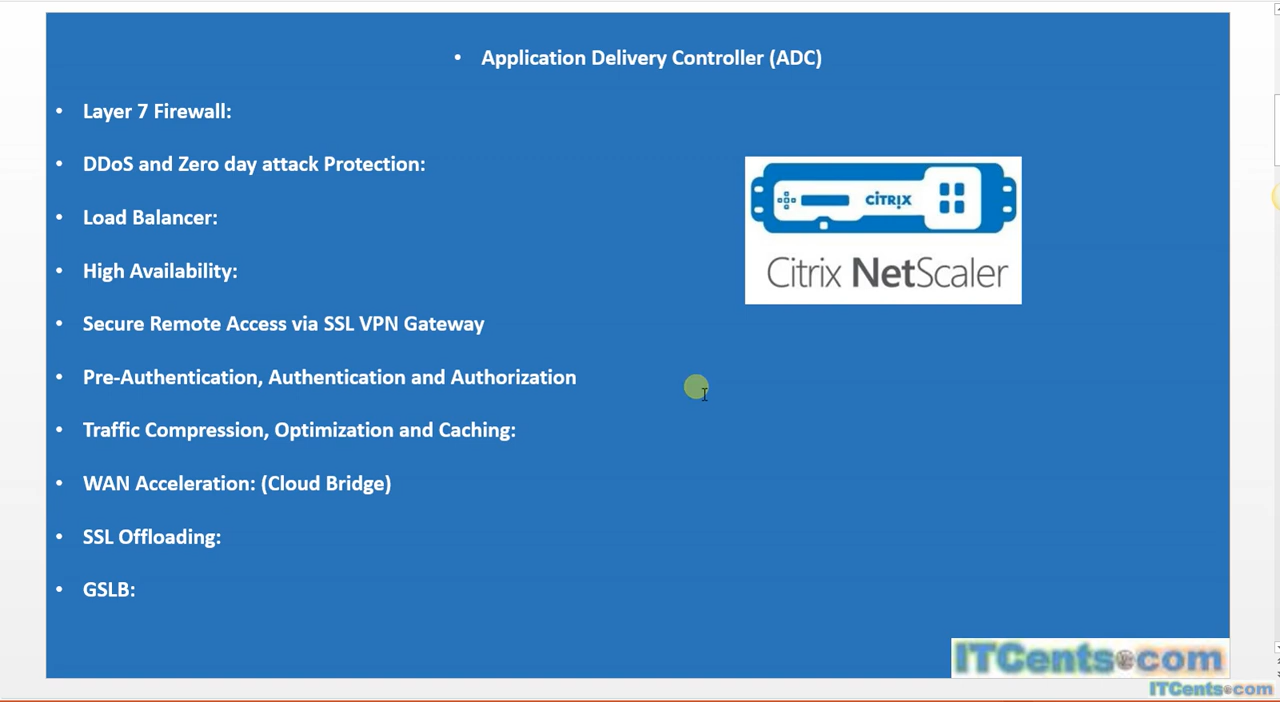 • Application Delivery Controller (ADC)
• Layer 7 Firewall:
• DDoS and Zero day attack Protection:
• Load Balancer:
• High Availability:
• Secure Remote Access via SSL VPN Gateway
• Pre-Authentication, Authentication and Authorization
• Traffic Compression, Optimization and Caching:
• WAN Acceleration: (Cloud Bridge)
• SSL Offloading:
• GSLB:
CİTRIX
Citrix NetScaler
ITCents.com
ITCents.com